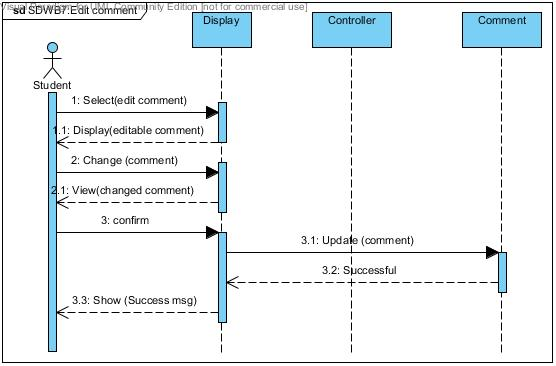 Visual Paradigm for UML Community Edition [not for commercial use]
sd SDWB7:Edit comment
Display
Controller
Comment
Student
1: Select(edit comment)
1.1: Display(editable comment)
2: Change (comment)
2.1: View(changed comment)
3: confirm
3.1: Update (comment)
3.2: Successful
3.3: Show (Success msg)